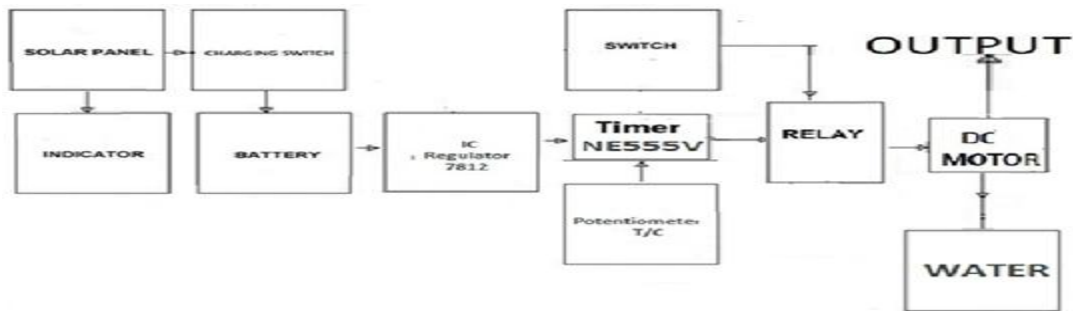 SOLAR PANEL
CHARGING SWITCH
SWITCH
OUTPUT
INDICATOR
BATTERY
IC
Regulator
7812
Timer
NE555V
RELAY
DC
MOTOR
Potentiometer
T/C
WATER